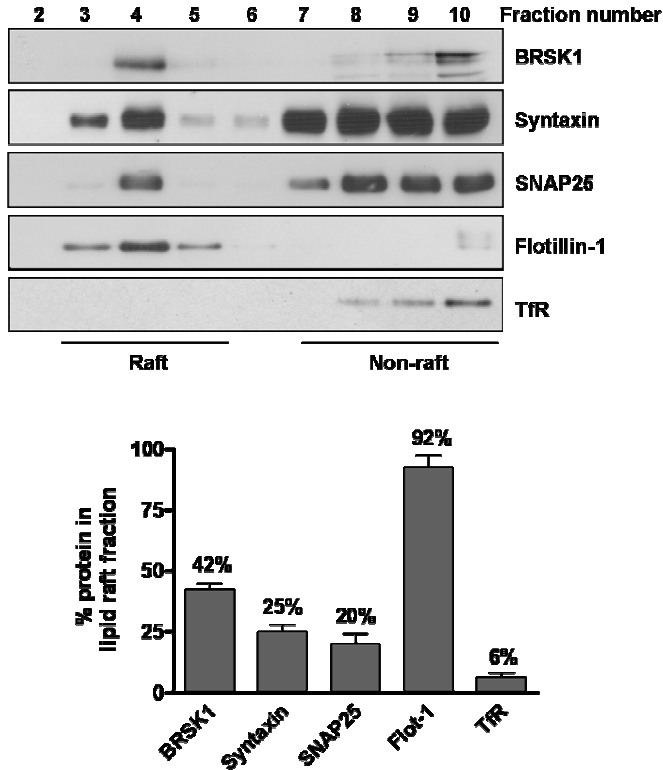 2 3 4 5 6 7 8 9 10 Fraction number
BRSK1
Syntaxin
SNAP25
Flotillin-1
TfR
Raft Non-raft
% protein in
lipid raft fraction
100
75
50
25
0
42%
25%
20%
92%
6%
BRSK1 Syntaxin SNAP25 Flot-1 TfR